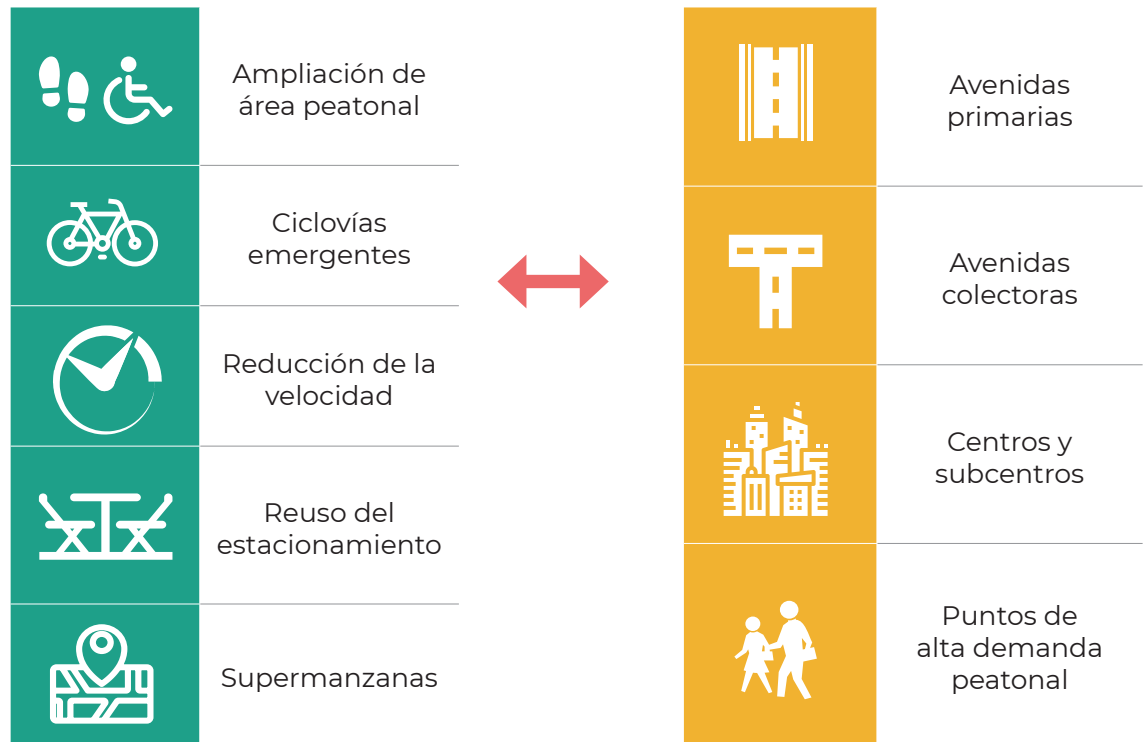 Ampliación de
área peatonal
Ciclovías
emergentes
Reducción de la
velocidad
Reuso del
estacionamiento
Supermanzanas
Avenidas
primarias
Avenidas
colectoras
Centros y
subcentros
Puntos de
alta demanda
peatonal